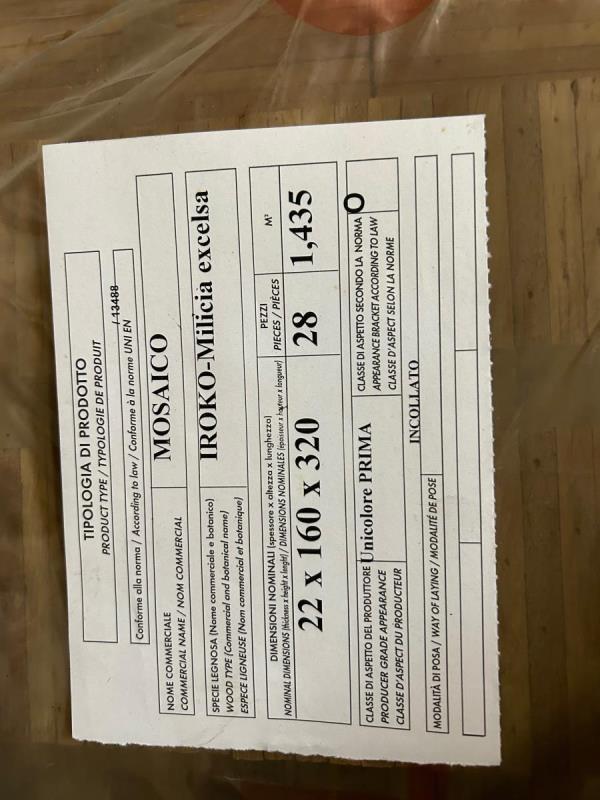 TIPOLOGIA DI PRODOTTO
PRODUCT TYPE / TYPOLOGIE DE PRODUIT
Conforme alla norma / According to law / Conforme à la norme UNI EN / 13488
NOME COMMERCIALE
COMMERCIAL NAME / NOM COMMERCIAL
MOSAICO
SPECIE LEGNOSA (Nome commerciale e botanico)
WOOD TYPE (Commercial and botanical name)
ESPECE LIGNEUSE (Nom commercial et botanique)
IROKO-Milicia excelsa
DIMENSIONI NOMINALI (spessore x altezza x lunghezza)
NOMINAL DIMENSIONS (thickness x height x lenght) / DIMENSIONS NOMINALES (épaisseur x hauteur x longueur)
22 x 160 x 320
PEZZI
PIECES / PIÈCES
28
M²
1,435
CLASSE DI ASPETTO DEL PRODUTTORE
PRODUCER GRADE APPEARANCE
CLASSE D'ASPECT DU PRODUCTEUR
Unicolore PRIMA
CLASSE DI ASPETTO SECONDO LA NORMA
APPEARANCE BRACKET ACCORDING TO LAW
CLASSE D'ASPECT SELON LA NORME
O
MODALITÀ DI POSA / WAY OF LAYING / MODALITÉ DE POSE
INCOLLATO